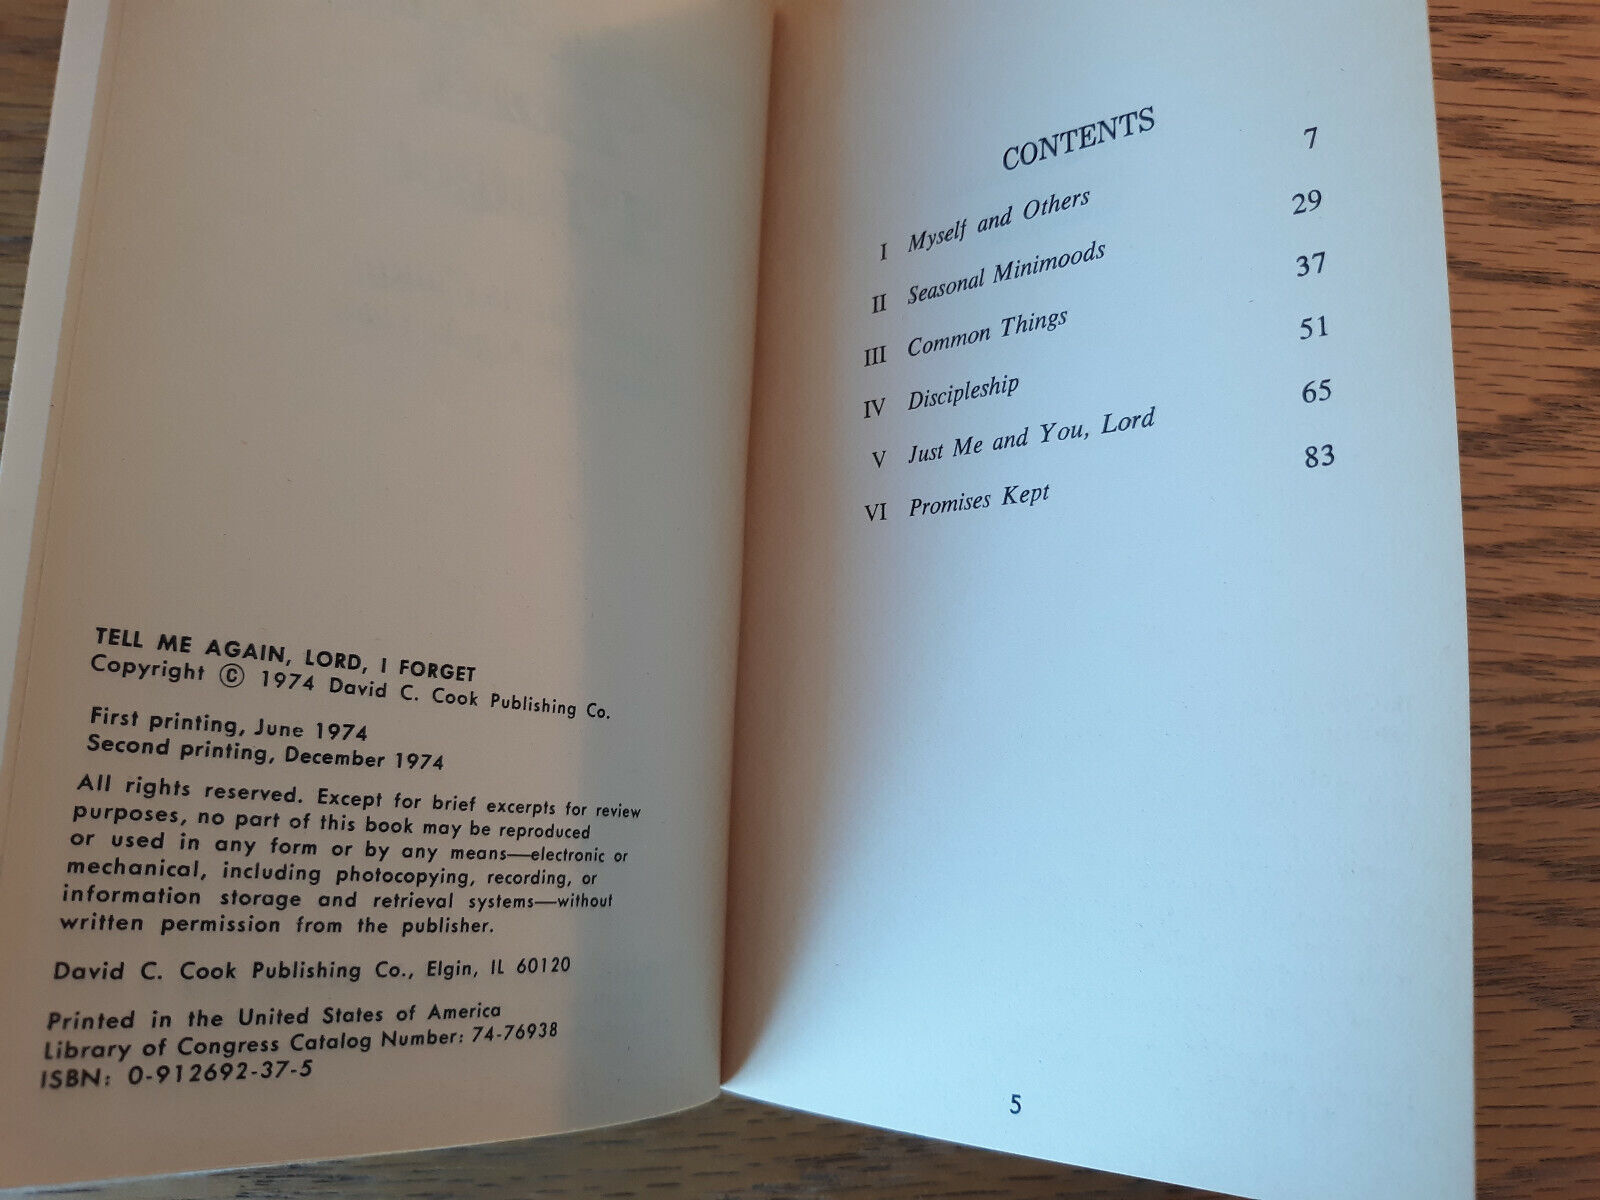 TELL ME AGAIN, LORD, I FORGET
Copyright © 1974 David C. Cook Publishing Co.
First printing, June 1974
Second printing, December 1974
All rights reserved. Except for brief excerpts for review
purposes, no part of this book may be reproduced
or used in any form or by any means—electronic or
mechanical, including photocopying, recording, or
information storage and retrieval systems—without
written permission from the publisher.
David C. Cook Publishing Co., Elgin, IL 60120
Printed in the United States of America
Library of Congress Catalog Number: 74-76938
ISBN: 0-912692-37-5
CONTENTS
I Myself and Others 7
II Seasonal Minimoods 29
III Common Things 37
IV Discipleship 51
V Just Me and You, Lord 65
VI Promises Kept 83
5